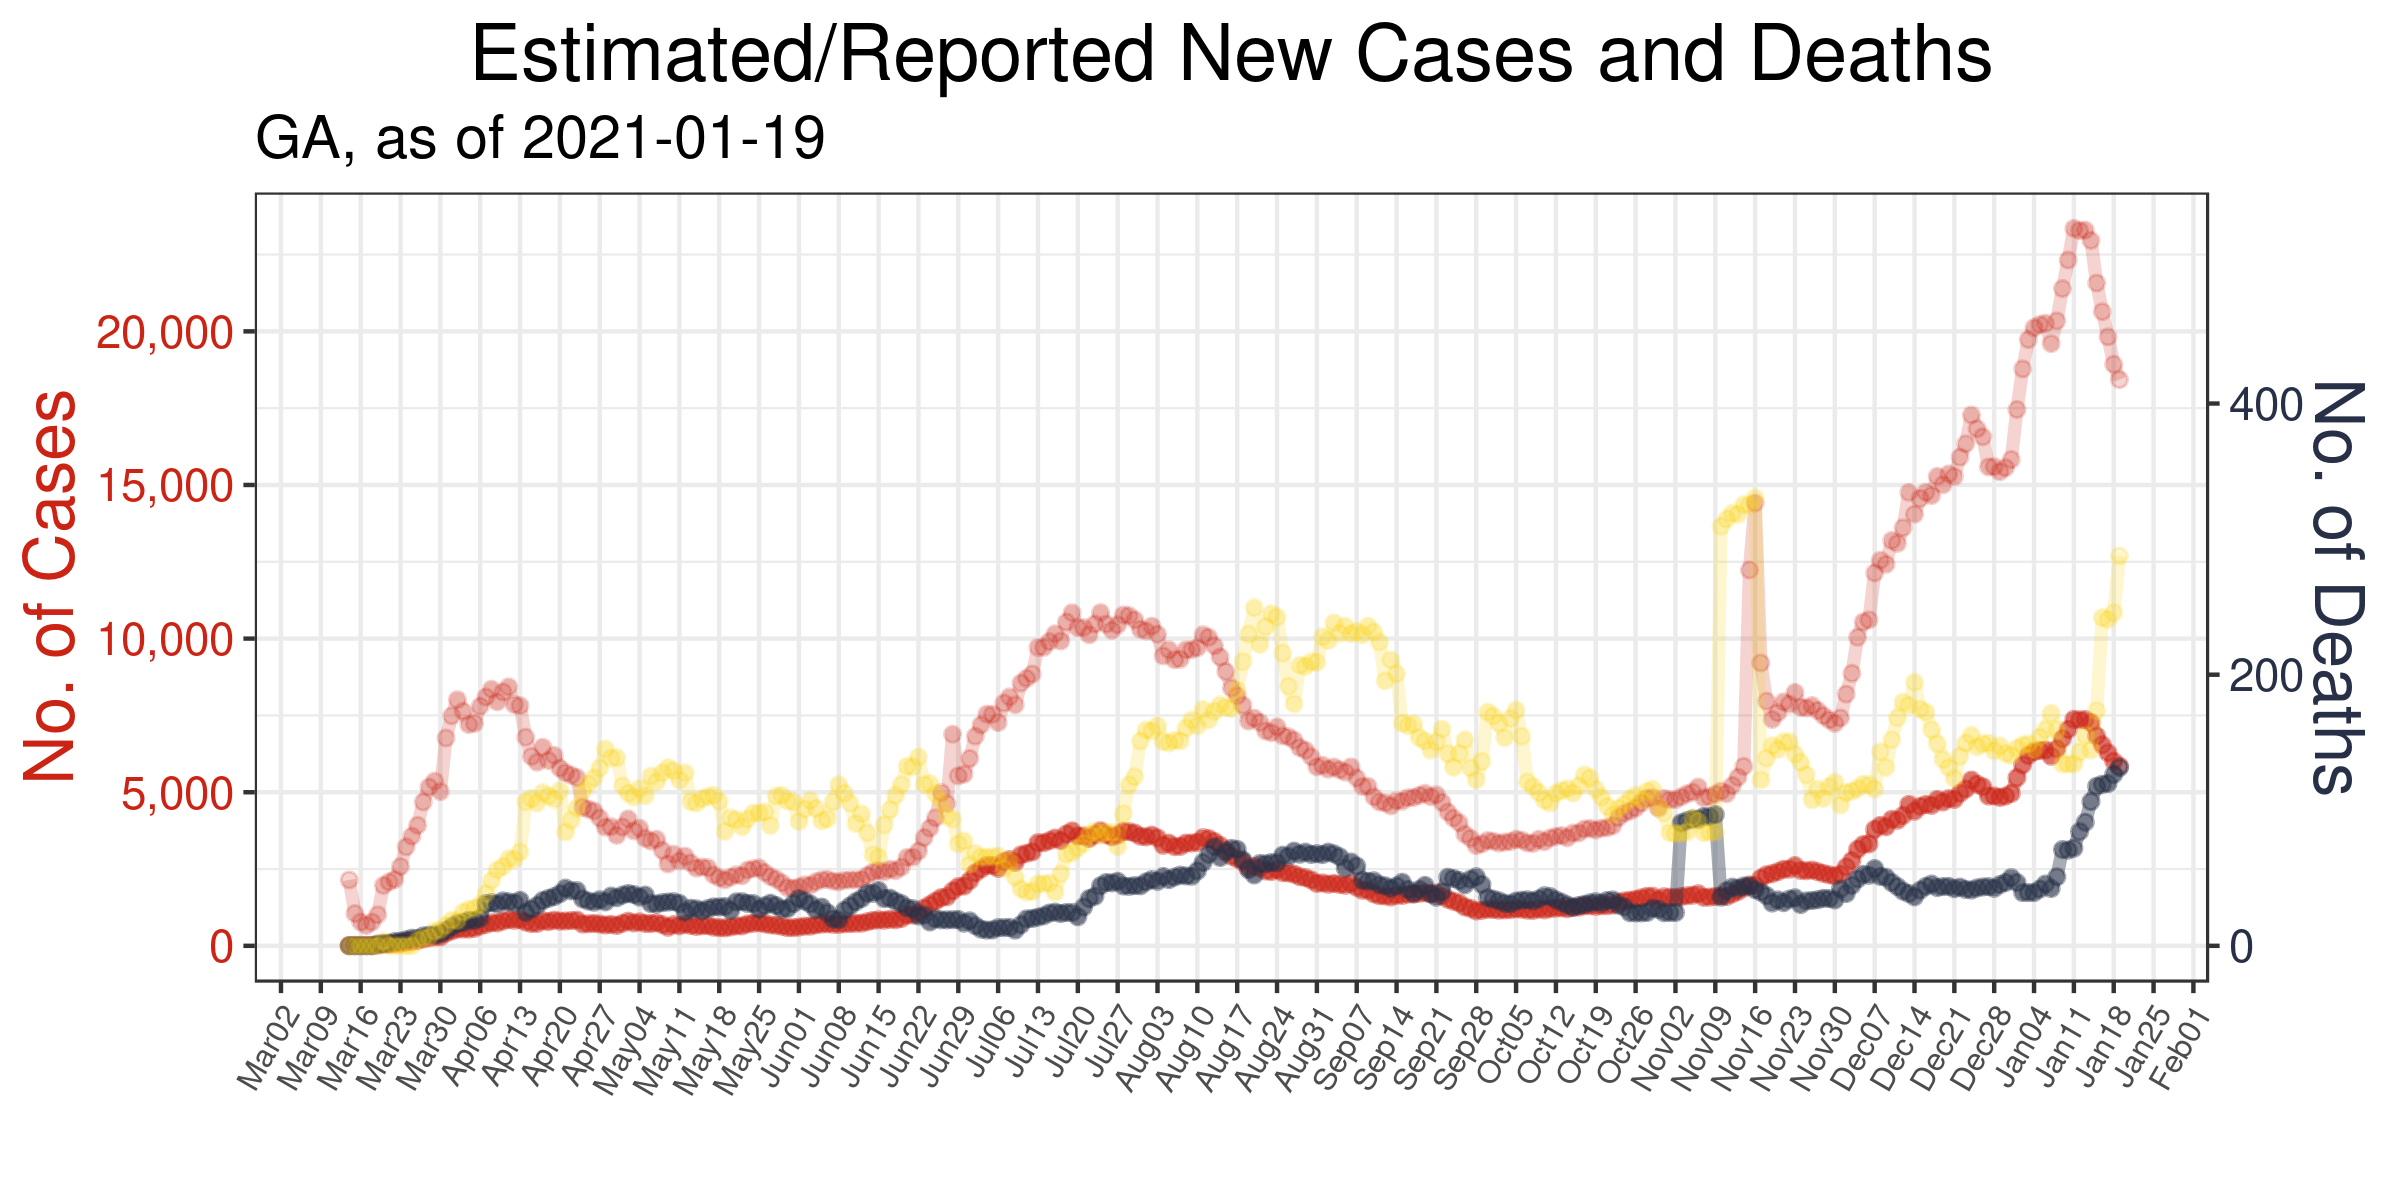 Estimated/Reported New Cases and Deaths
GA, as of 2021-01-19
No. of Cases
20,000
15,000
10,000
5,000
0
No. of Deaths
400
200
0
Mar02
Mar09
Mar16
Mar23
Mar30
Apr06
Apr13
Apr20
Apr27
May04
May11
May18
May25
Jun01
Jun08
Jun15
Jun22
Jun29
Jul06
Jul13
Jul20
Jul27
Aug03
Aug10
Aug17
Aug24
Aug31
Sep07
Sep14
Sep21
Sep28
Oct05
Oct12
Oct19
Oct26
Nov02
Nov09
Nov16
Nov23
Nov30
Dec07
Dec14
Dec21
Dec28
Jan04
Jan11
Jan18
Jan25
Feb01